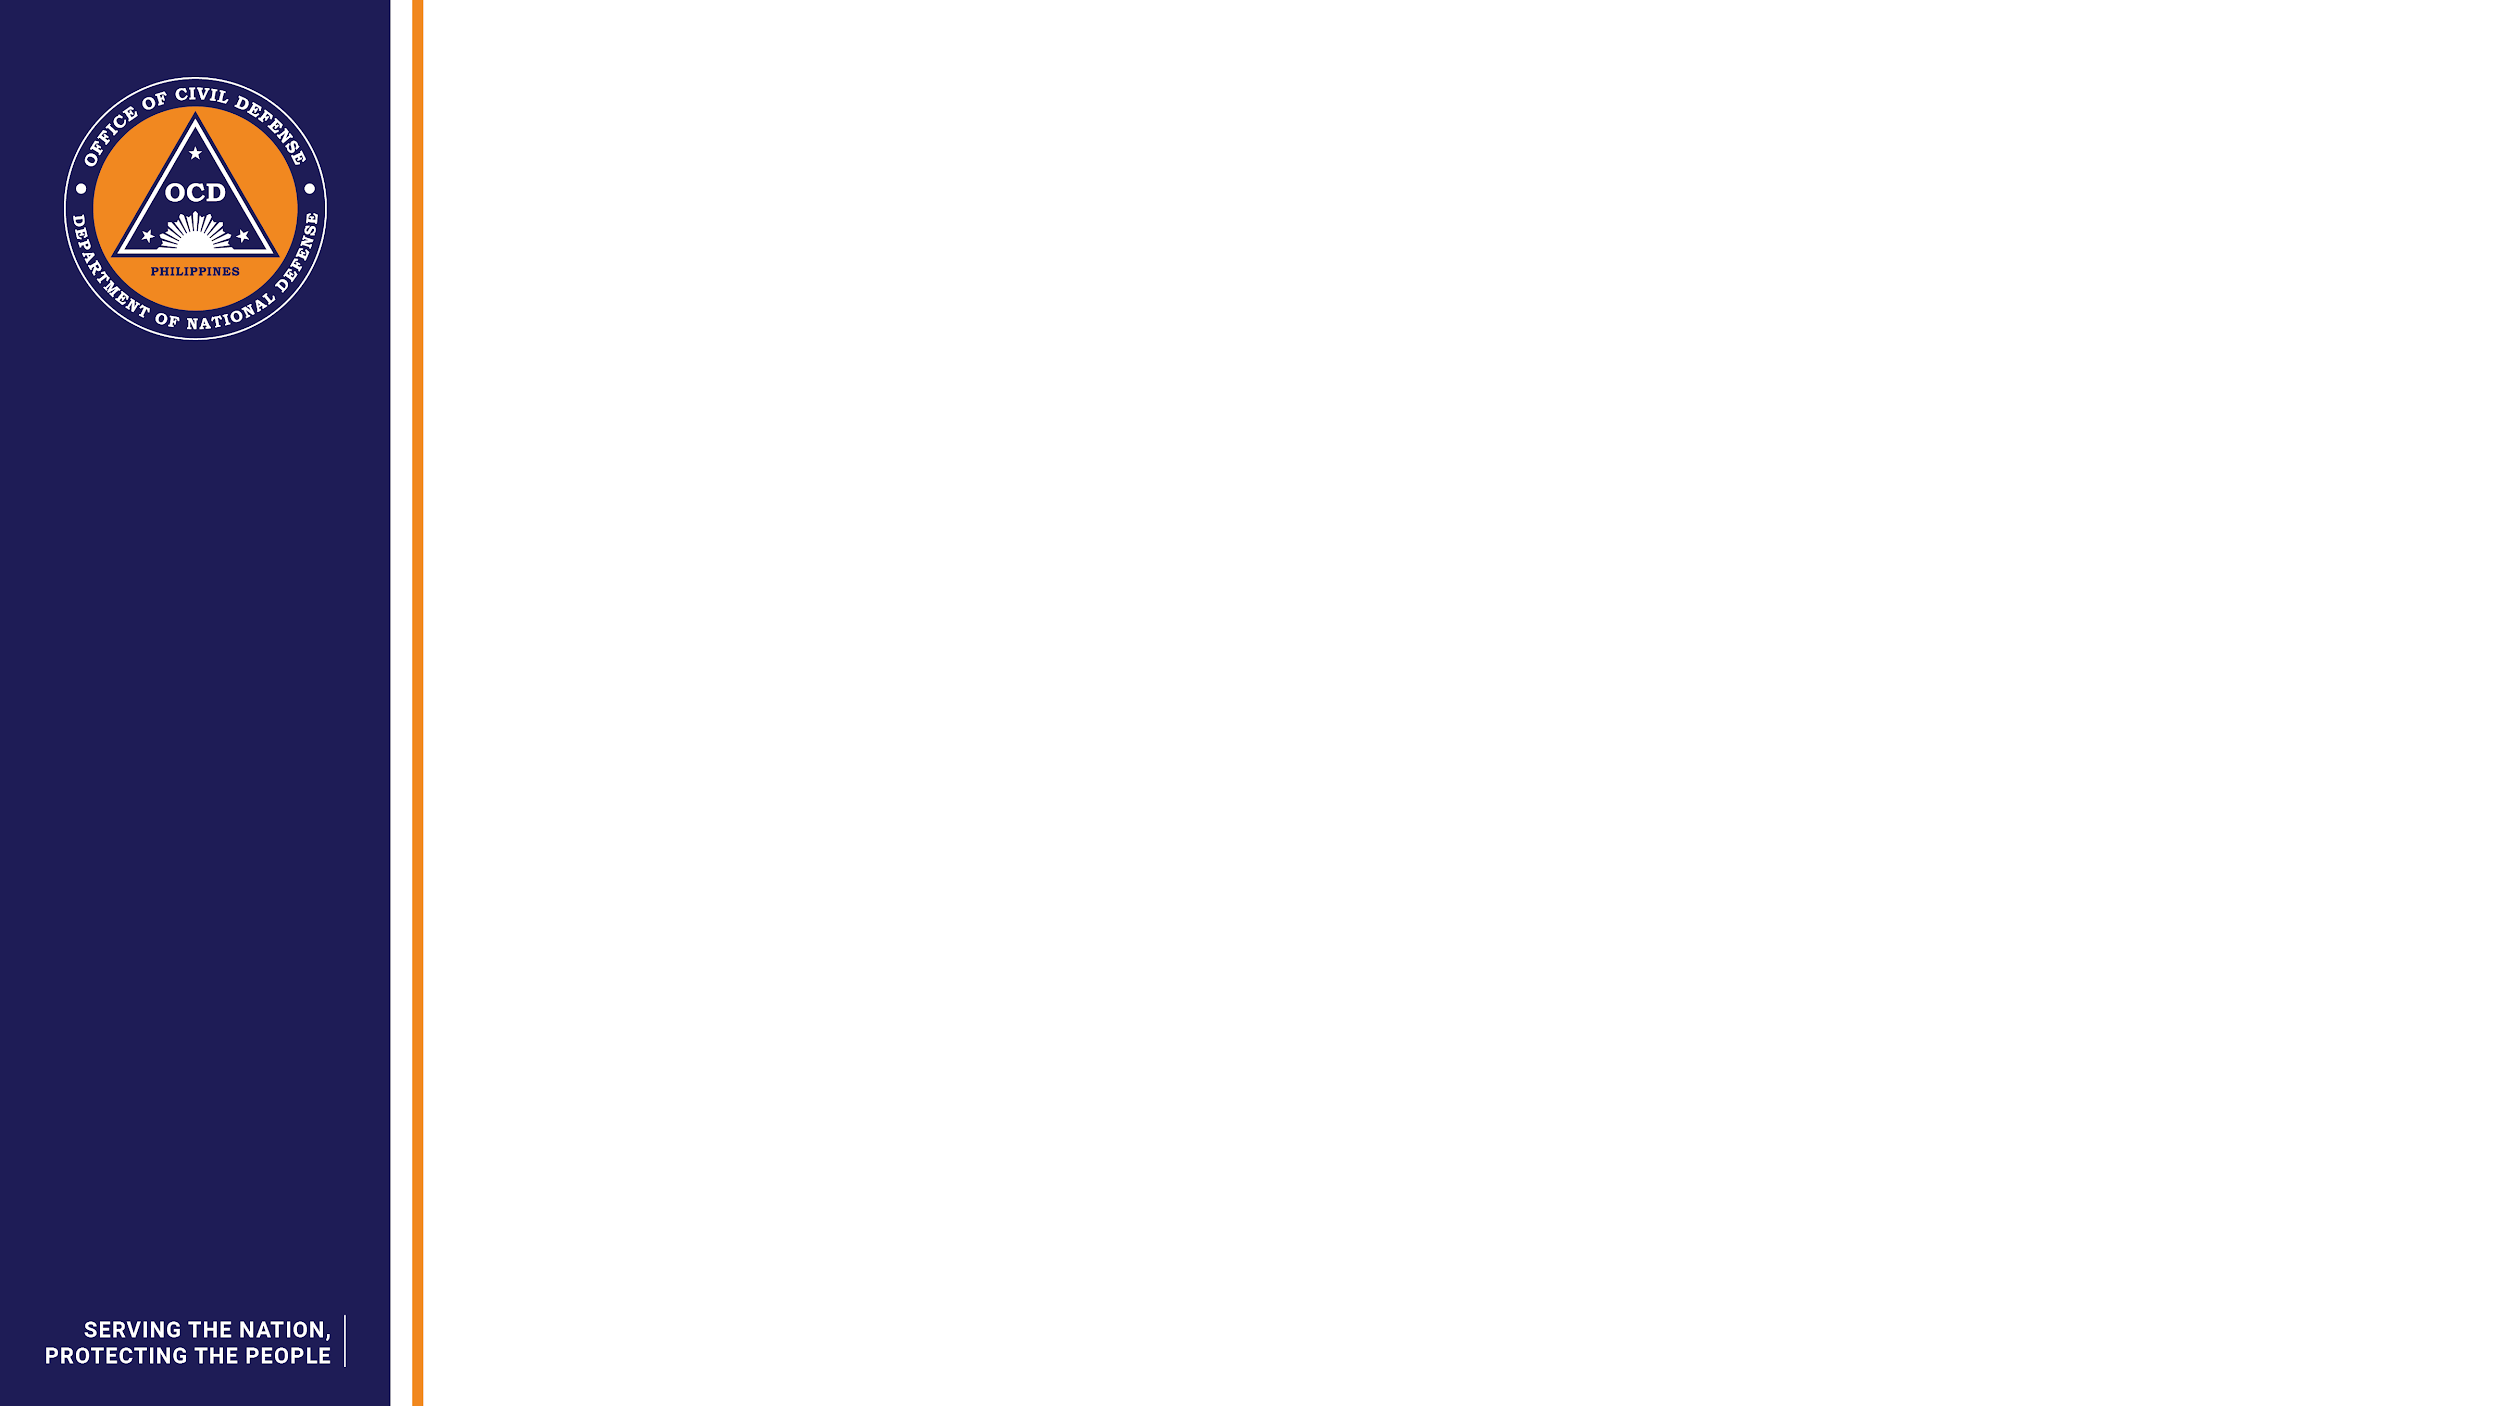 OFFICE OF CIVIL DEFENSE
OCD
PHILIPPINES
DEPARTMENT OF NATIONAL DEFENSE
SERVING THE NATION,
PROTECTING THE PEOPLE